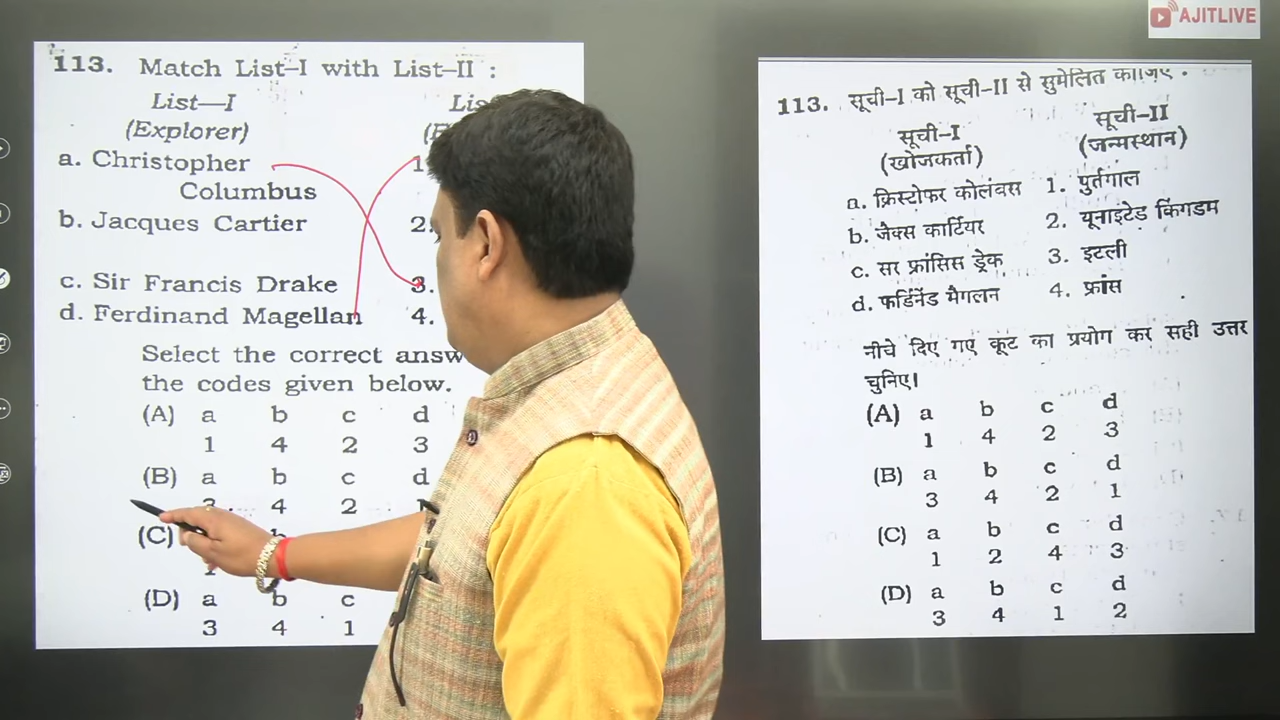 AJITLIVE
113. Match List–I with List–II :
List—I
(Explorer)
a. Christopher
Columbus
b. Jacques Cartier 2.
c. Sir Francis Drake 3.
d. Ferdinand Magellan 4.
Select the correct
the codes given below.
(A) a b c d
1 4 2 3
(B) a b c d
3 4 2
(C)
(D) a b c
3 4 1
113. सूची-I को सूची-II से सुमेलित
सूची-I सूची-II
(खोजकर्ता) (जन्मस्थान)
a. क्रिस्टोफर कोलंबस 1. पुर्तगाल
b. जैक्स कार्टियर 2. यूनाइटेड किंगडम
c. सर फ्रांसिस ड्रेक 3. इटली
d. फर्डिनेंड मैगलन 4. फ्रांस
नीचे दिए गए कूट का प्रयोग कर सही उत्तर
चुनिए।
(A) a b c d
1 4 2 3
(B) a b c d
3 4 2 1
(C) a b c d
1 2 4 3
(D) a b c d
3 4 1 2